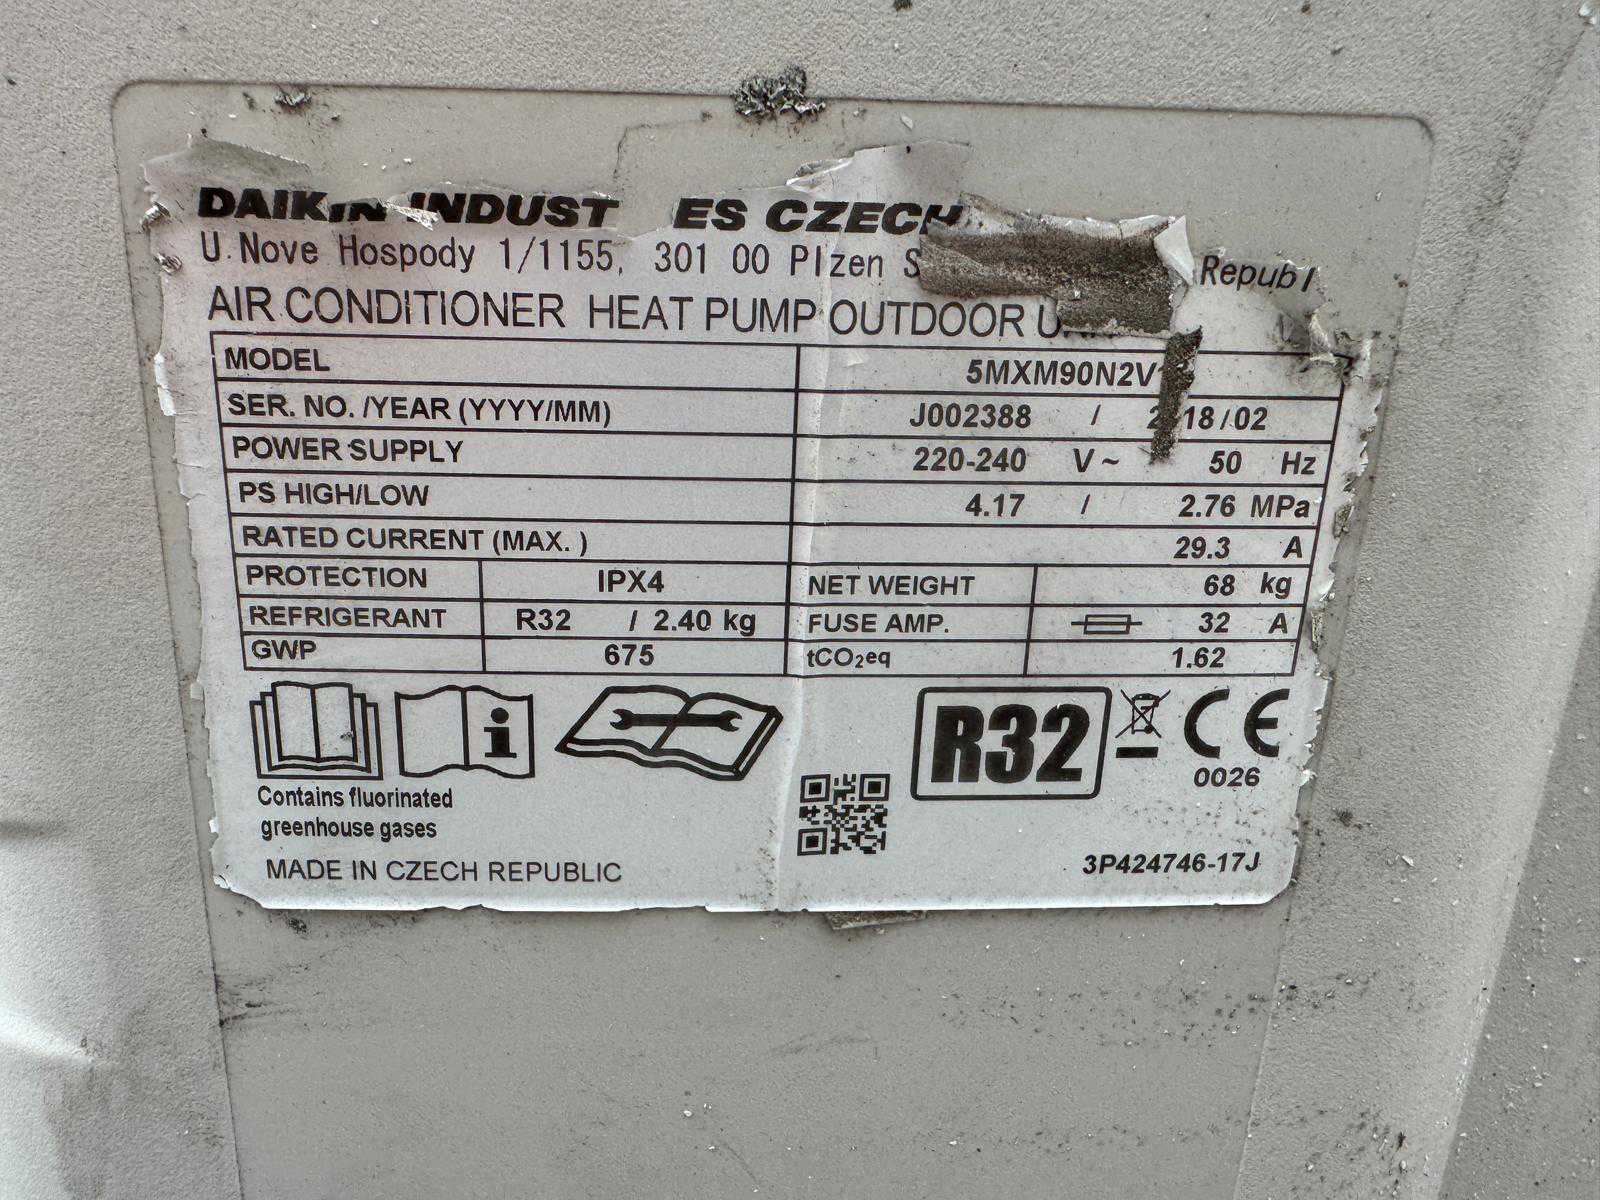 DAIKIN INDUST ES CZECH
U Nove Hospody 1/1155, 301 00 Plzen S Republ
AIR CONDITIONER HEAT PUMP OUTDOOR U
MODEL 5MXM90N2V
SER. NO. /YEAR (YYYY/MM) J002388 / 2 18/02
POWER SUPPLY 220-240 V~ 50 Hz
PS HIGH/LOW 4.17 / 2.76 MPa
RATED CURRENT (MAX. ) 29.3 A
PROTECTION IPX4 NET WEIGHT 68 kg
REFRIGERANT R32 / 2.40 kg FUSE AMP. 32 A
GWP 675 tCO₂eq 1.62
R32 CE
0026
Contains fluorinated
greenhouse gases
MADE IN CZECH REPUBLIC
3P424746-17J